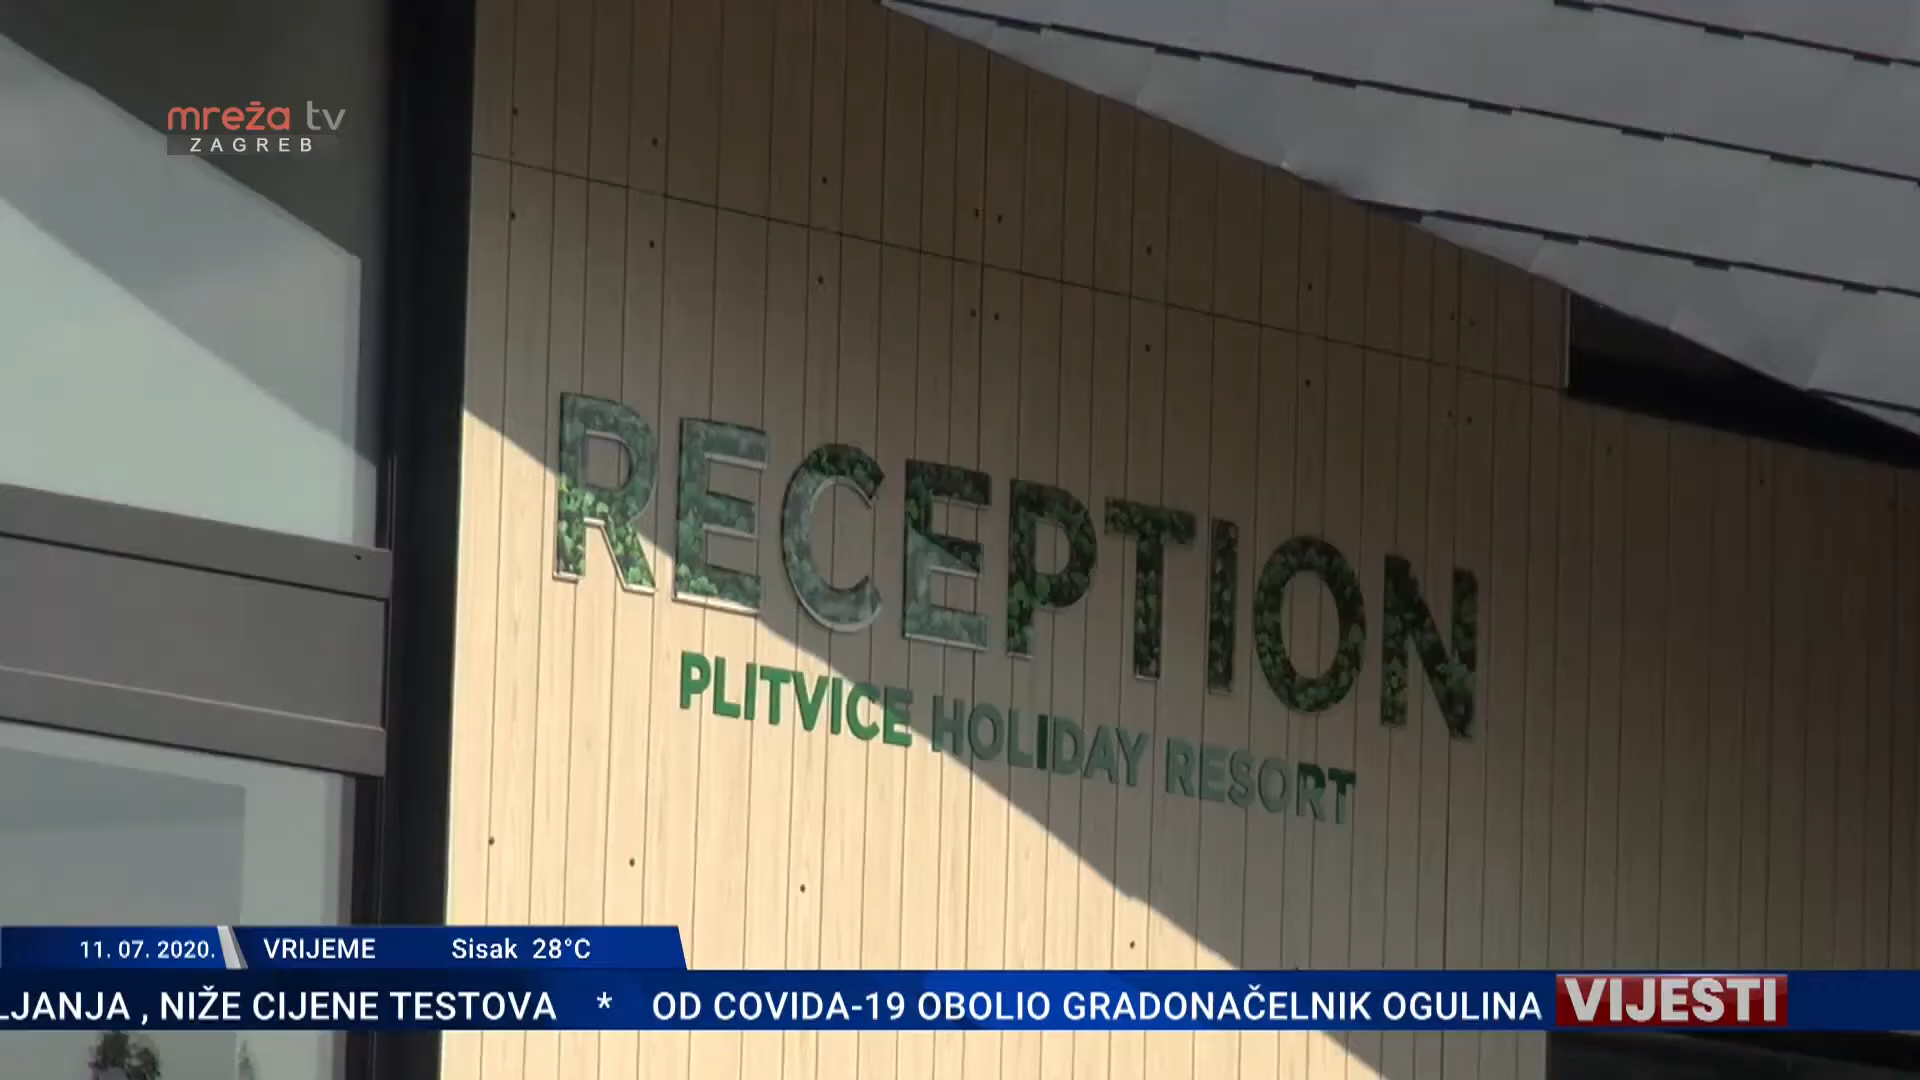 mreža tv
ZAGREB
RECEPTION
PLITVICE HOLIDAY RESORT
11. 07. 2020. VRIJEME Sisak 28°C
LJANJA , NIŽE CIJENE TESTOVA * OD COVIDA-19 OBOLIO GRADONAČELNIK OGULINA VIJESTI